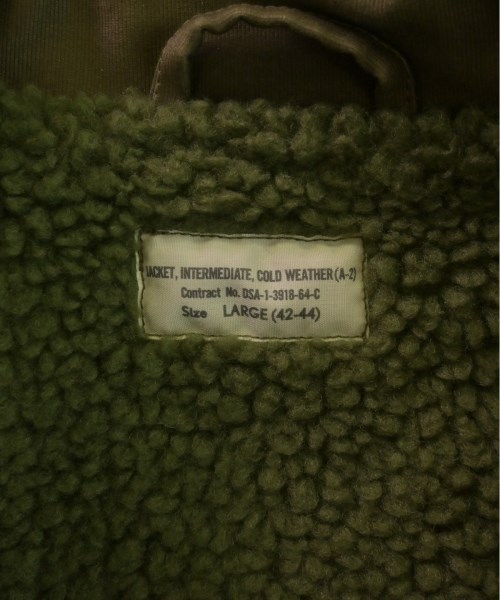 JACKET, INTERMEDIATE, COLD WEATHER (A-2)
Contract No. DSA-1-3918-64-C
Size LARGE (42-44)